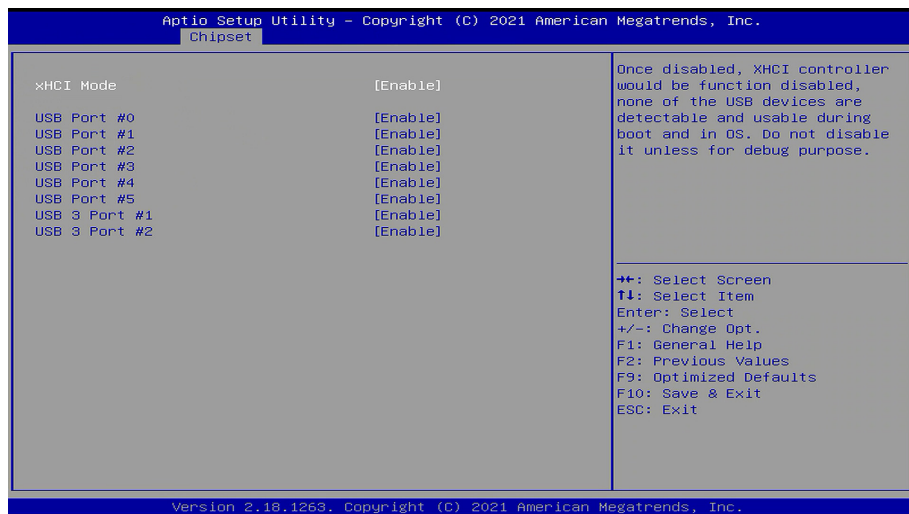 Aptio Setup Utility – Copyright (C) 2021 American Megatrends, Inc.
Chipset
xHCI Mode [Enable]
USB Port #0 [Enable]
USB Port #1 [Enable]
USB Port #2 [Enable]
USB Port #3 [Enable]
USB Port #4 [Enable]
USB Port #5 [Enable]
USB 3 Port #1 [Enable]
USB 3 Port #2 [Enable]
Once disabled, XHCI controller
would be function disabled,
none of the USB devices are
detectable and usable during
boot and in OS. Do not disable
it unless for debug purpose.
→←: Select Screen
↑↓: Select Item
Enter: Select
+/-: Change Opt.
F1: General Help
F2: Previous Values
F9: Optimized Defaults
F10: Save & Exit
ESC: Exit
Version 2.18.1263. Copyright (C) 2021 American Megatrends, Inc.